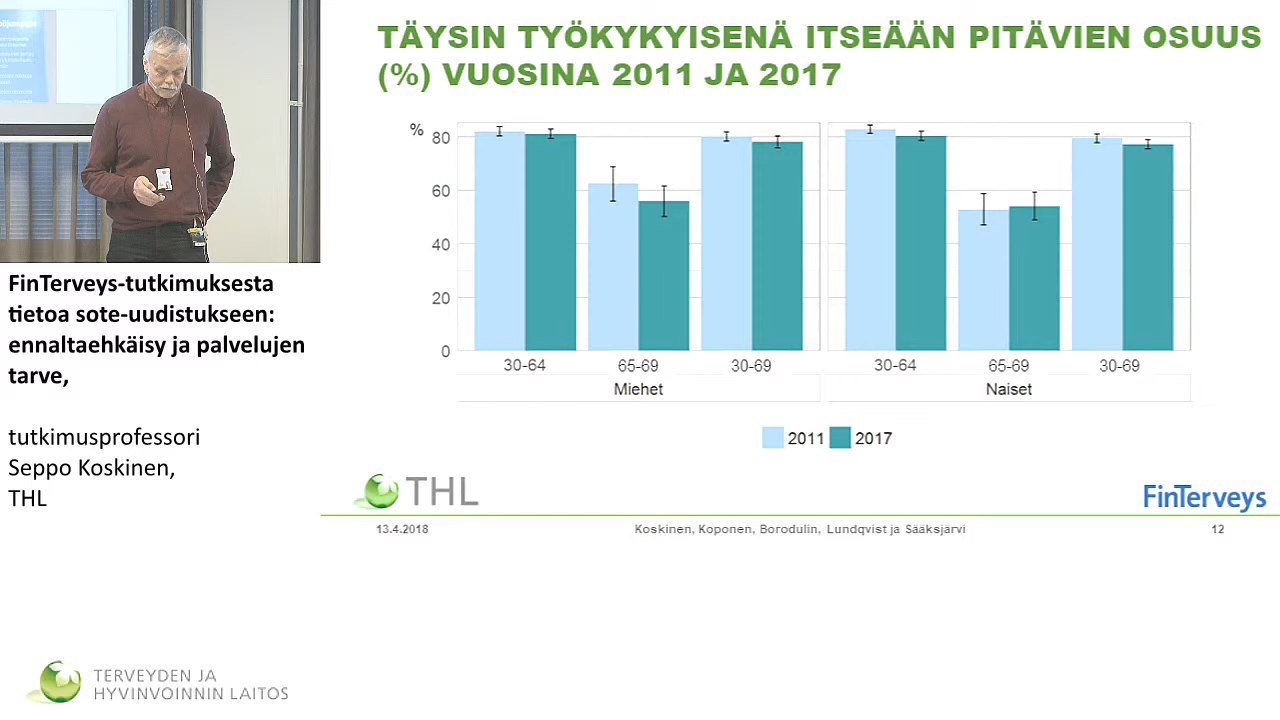 TÄYSIN TYÖKYKYISENÄ ITSEÄÄN PITÄVIEN OSUUS
(%) VUOSINA 2011 JA 2017
%
80
60
40
20
0
30-64 65-69 30-69 30-64 65-69 30-69
Miehet Naiset
2011 2017
THL
FinTerveys
13.4.2018 Koskinen, Koponen, Borodulin, Lundqvist ja Sääksjärvi 12
FinTerveys-tutkimuksesta
tietoa sote-uudistukseen:
ennaltaehkäisy ja palvelujen
tarve,
tutkimusprofessori
Seppo Koskinen,
THL
TERVEYDEN JA
HYVINVOINNIN LAITOS